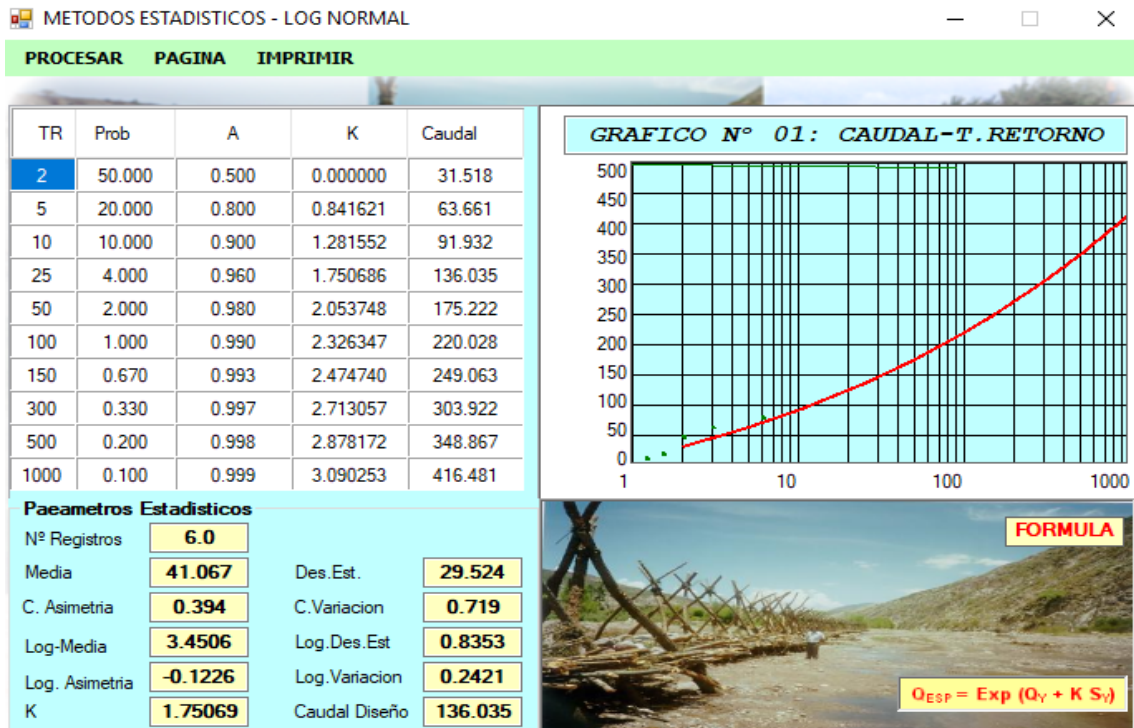 METODOS ESTADISTICOS - LOG NORMAL
PROCESAR PAGINA IMPRIMIR
TR Prob A K Caudal
2 50.000 0.500 0.000000 31.518
5 20.000 0.800 0.841621 63.661
10 10.000 0.900 1.281552 91.932
25 4.000 0.960 1.750686 136.035
50 2.000 0.980 2.053748 175.222
100 1.000 0.990 2.326347 220.028
150 0.670 0.993 2.474740 249.063
300 0.330 0.997 2.713057 303.922
500 0.200 0.998 2.878172 348.867
1000 0.100 0.999 3.090253 416.481
GRAFICO Nº 01: CAUDAL-T.RETORNO
500
450
400
350
300
250
200
150
100
50
0
1 10 100 1000
Paeametros Estadisticos
Nº Registros 6.0
Media 41.067 Des.Est. 29.524
C. Asimetria 0.394 C.Variacion 0.719
Log-Media 3.4506 Log.Des.Est 0.8353
Log. Asimetria -0.1226 Log.Variacion 0.2421
K 1.75069 Caudal Diseño 136.035
FORMULA
QESP = Exp (QY + K SY)